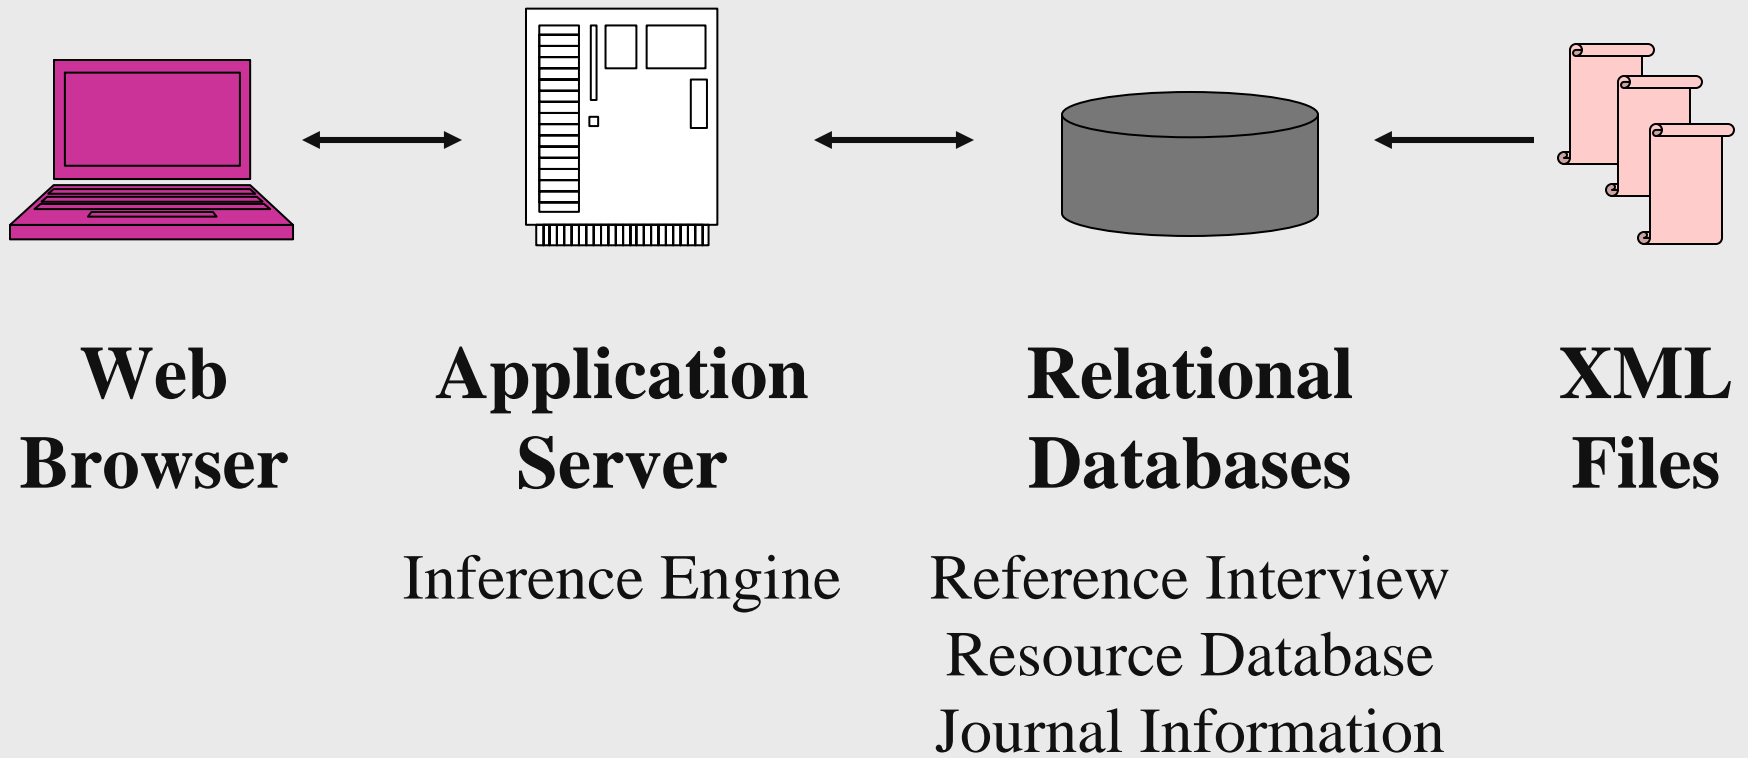 Web
Browser
Application
Server
Relational
Databases
XML
Files
Inference Engine
Reference Interview
Resource Database
Journal Information